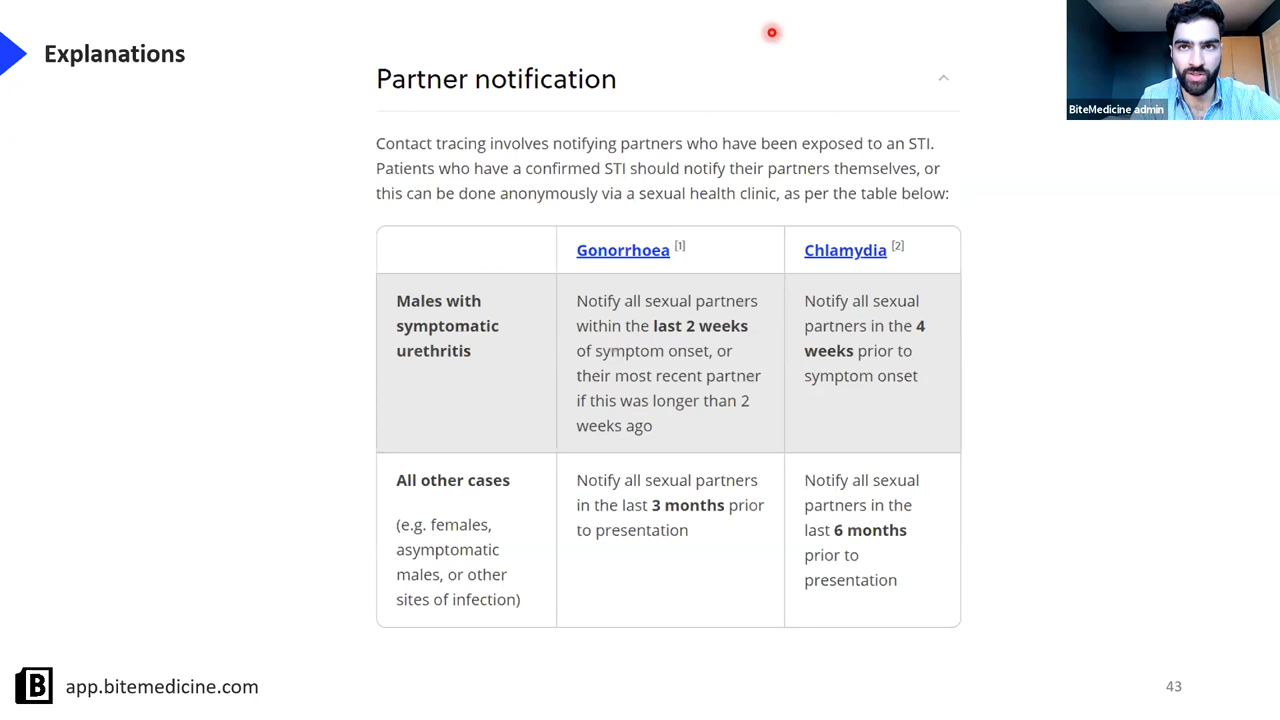 Explanations
Partner notification
BiteMedicine admin
Contact tracing involves notifying partners who have been exposed to an STI.
Patients who have a confirmed STI should notify their partners themselves, or
this can be done anonymously via a sexual health clinic, as per the table below:
Gonorrhoea [1]
Chlamydia [2]
Males with
symptomatic
urethritis
Notify all sexual partners
within the last 2 weeks
of symptom onset, or
their most recent partner
if this was longer than 2
weeks ago
Notify all sexual
partners in the 4
weeks prior to
symptom onset
All other cases
(e.g. females,
asymptomatic
males, or other
sites of infection)
Notify all sexual partners
in the last 3 months prior
to presentation
Notify all sexual
partners in the
last 6 months
prior to
presentation
B
app.bitemedicine.com
43